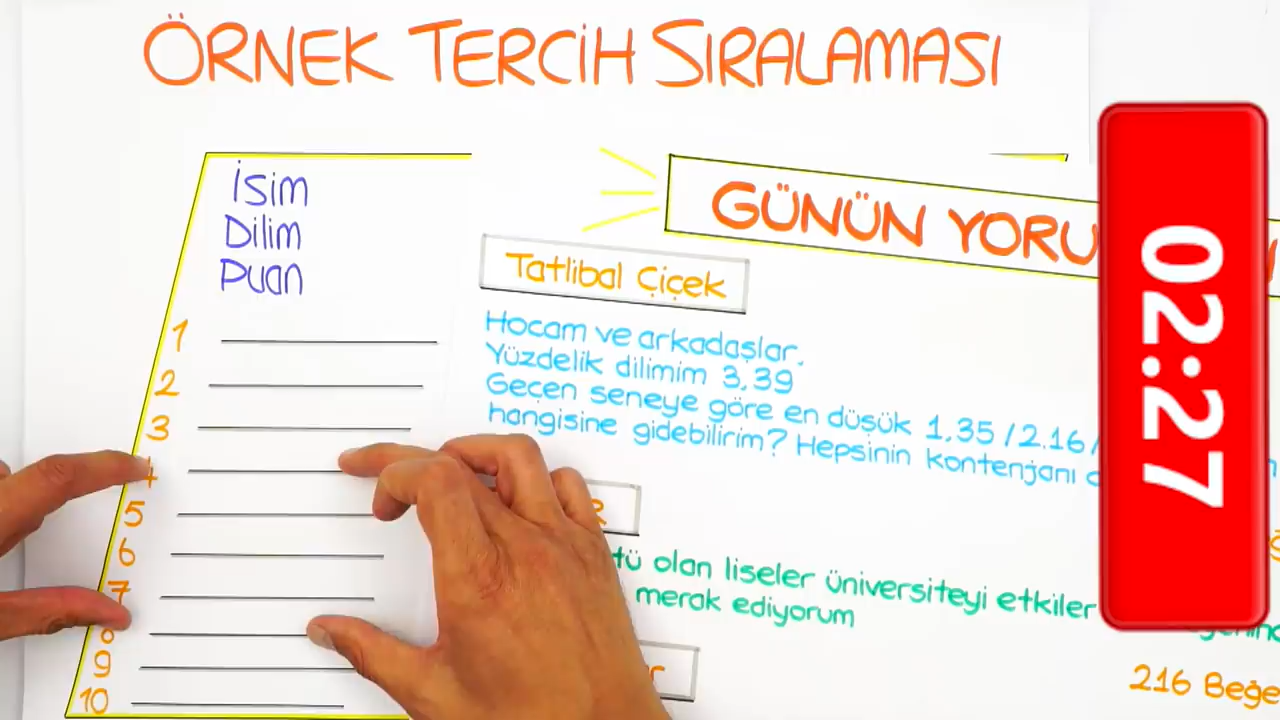 ÖRNEK TERCİH SIRALAMASI
İsim
Dilim
Puan
1
2
3
4
5
6
7
8
9
10
GÜNÜN YORU
Tatlibal Çiçek
Hocam ve arkadaşlar,
Yüzdelik dilimim 3,39
Geçen seneye göre en düşük 1,35/2.16/
hangisine gidebilirim? Hepsinin kontenjanı
tü olan liseler üniversiteyi etkiler
merak ediyorum
216 Beğe
02:27